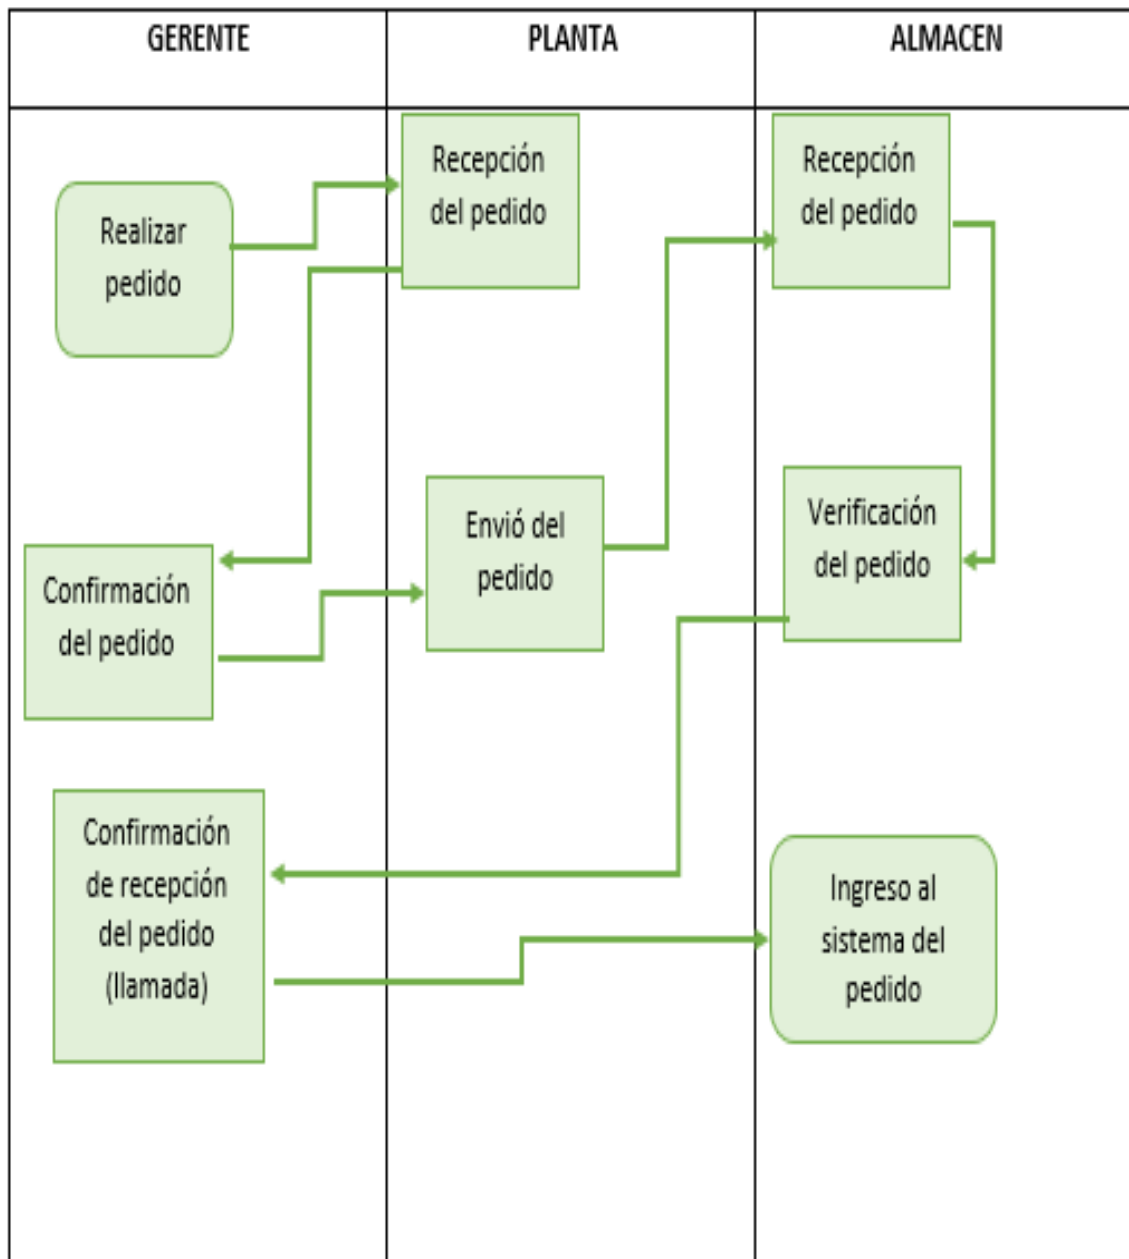 GERENTE
PLANTA
ALMACEN
Realizar
pedido
Recepción
del pedido
Recepción
del pedido
Confirmación
del pedido
Envió del
pedido
Verificación
del pedido
Confirmación
de recepción
del pedido
(llamada)
Ingreso al
sistema del
pedido